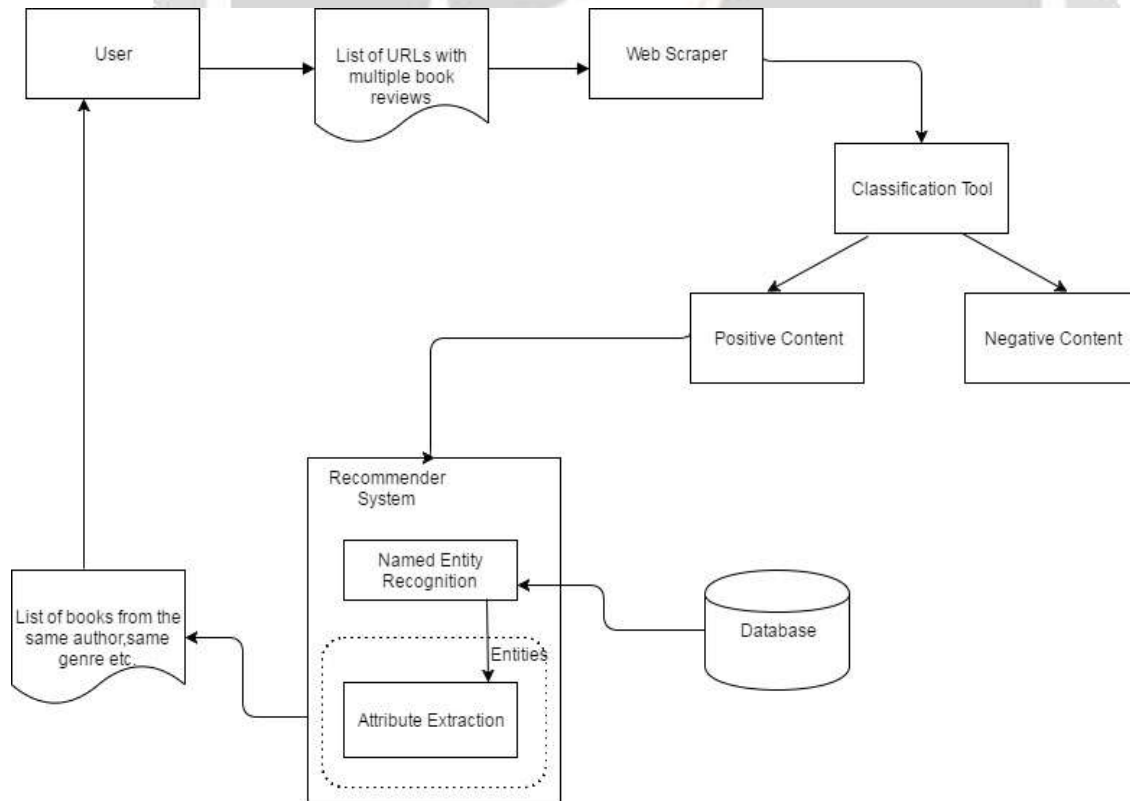 User
List of URLs with
multiple book
reviews
Web Scraper
Classification Tool
Positive Content
Negative Content
Recommender
System
Named Entity
Recognition
Entities
Attribute Extraction
Database
List of books from the
same author,same
genre etc.